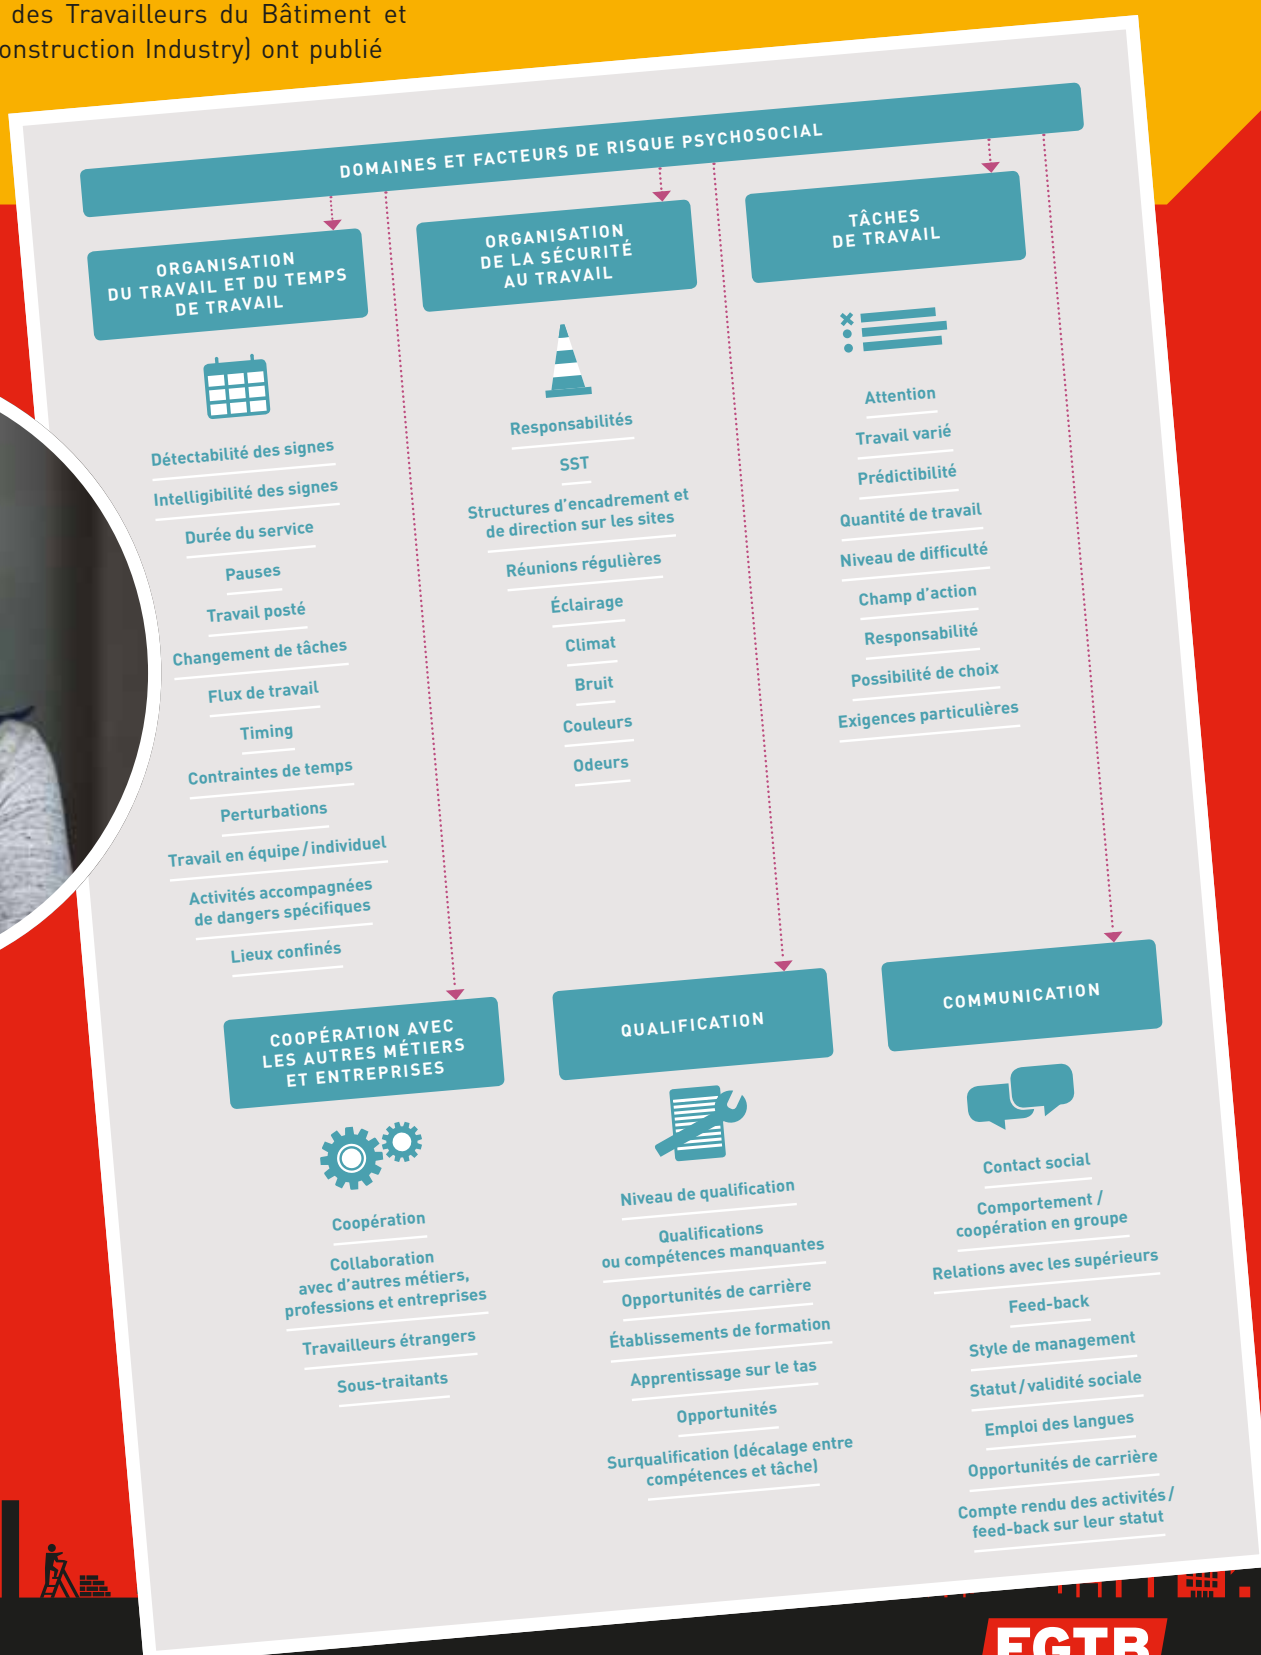 des Travailleurs du Bâtiment et
onstruction Industry) ont publié
DOMAINES ET FACTEURS DE RISQUE PSYCHOSOCIAL
ORGANISATION
DU TRAVAIL ET DU TEMPS
DE TRAVAIL
Détectabilité des signes
Intelligibilité des signes
Durée du service
Pauses
Travail posté
Changement de tâches
Flux de travail
Timing
Contraintes de temps
Perturbations
Travail en équipe / individuel
Activités accompagnées
de dangers spécifiques
Lieux confinés
ORGANISATION
DE LA SÉCURITÉ
AU TRAVAIL
Responsabilités
SST
Structures d'encadrement et
de direction sur les sites
Réunions régulières
Éclairage
Climat
Bruit
Couleurs
Odeurs
TÂCHES
DE TRAVAIL
Attention
Travail varié
Prédictibilité
Quantité de travail
Niveau de difficulté
Champ d'action
Responsabilité
Possibilité de choix
Exigences particulières
COOPÉRATION AVEC
LES AUTRES MÉTIERS
ET ENTREPRISES
Coopération
Collaboration
avec d'autres métiers,
professions et entreprises
Travailleurs étrangers
Sous-traitants
QUALIFICATION
Niveau de qualification
Qualifications
ou compétences manquantes
Opportunités de carrière
Établissements de formation
Apprentissage sur le tas
Opportunités
Surqualification (décalage entre
compétences et tâche)
COMMUNICATION
Contact social
Comportement /
coopération en groupe
Relations avec les supérieurs
Feed-back
Style de management
Statut / validité sociale
Emploi des langues
Opportunités de carrière
Compte rendu des activités /
feed-back sur leur statut
FGTB